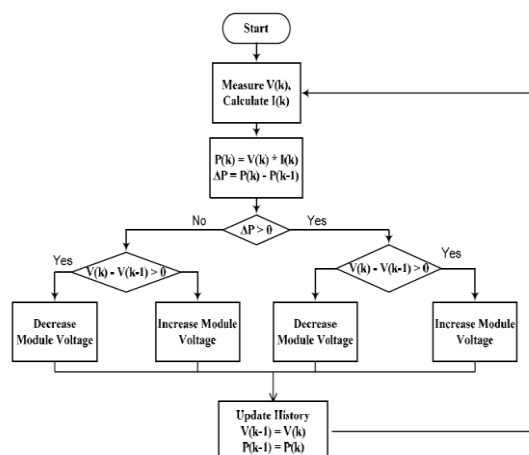 Start
Measure V(k),
Calculate I(k)
P(k) = V(k) * I(k)
ΔP = P(k) - P(k-1)
No
ΔP > 0
Yes
Yes
V(k) - V(k-1) > 0
V(k) - V(k-1) > 0
Yes
Decrease
Module Voltage
Increase Module
Voltage
Decrease
Module Voltage
Increase Module
Voltage
Update History
V(k-1) = V(k)
P(k-1) = P(k)